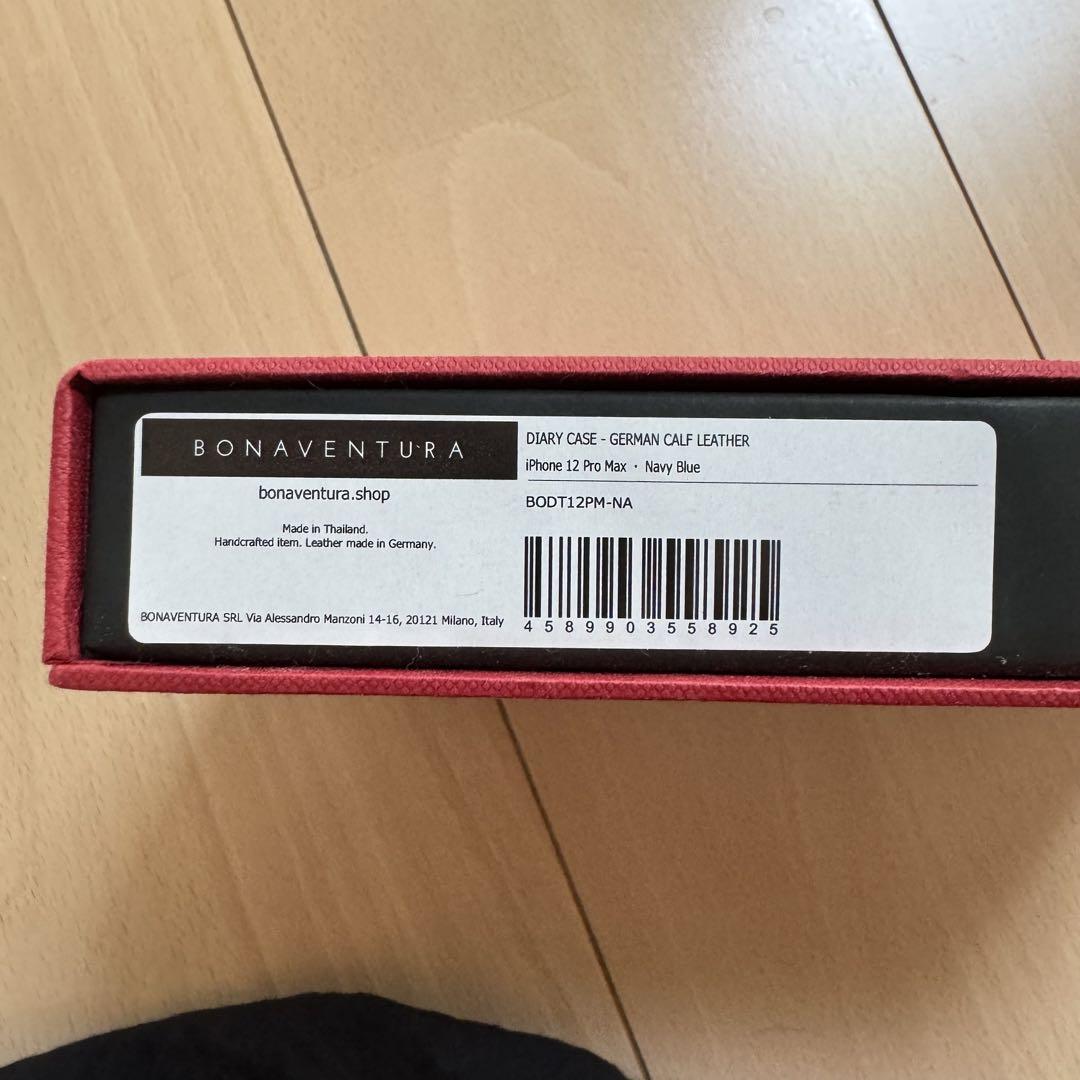 BONAVENTURA
bonaventura.shop
Made in Thailand.
Handcrafted item. Leather made in Germany.
BONAVENTURA SRL Via Alessandro Manzoni 14-16, 20121 Milano, Italy
DIARY CASE - GERMAN CALF LEATHER
iPhone 12 Pro Max · Navy Blue
BODT12PM-NA
4589903558925